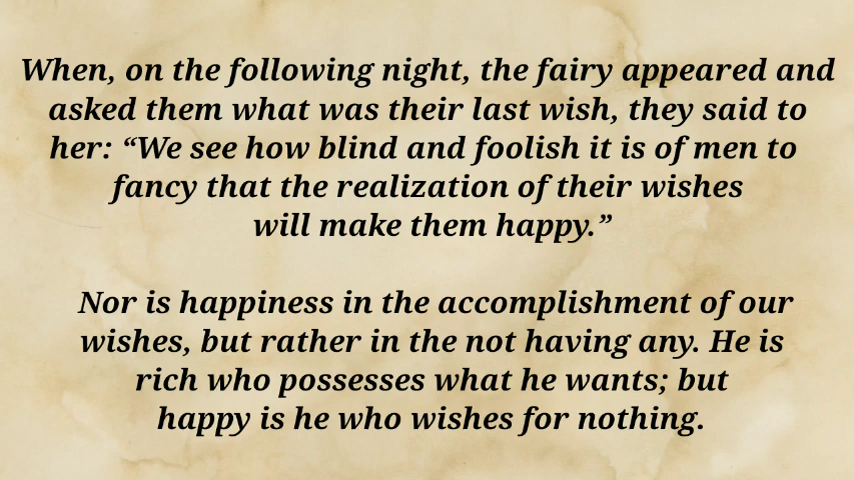 When, on the following night, the fairy appeared and
asked them what was their last wish, they said to
her: “We see how blind and foolish it is of men to
fancy that the realization of their wishes
will make them happy.”
Nor is happiness in the accomplishment of our
wishes, but rather in the not having any. He is
rich who possesses what he wants; but
happy is he who wishes for nothing.